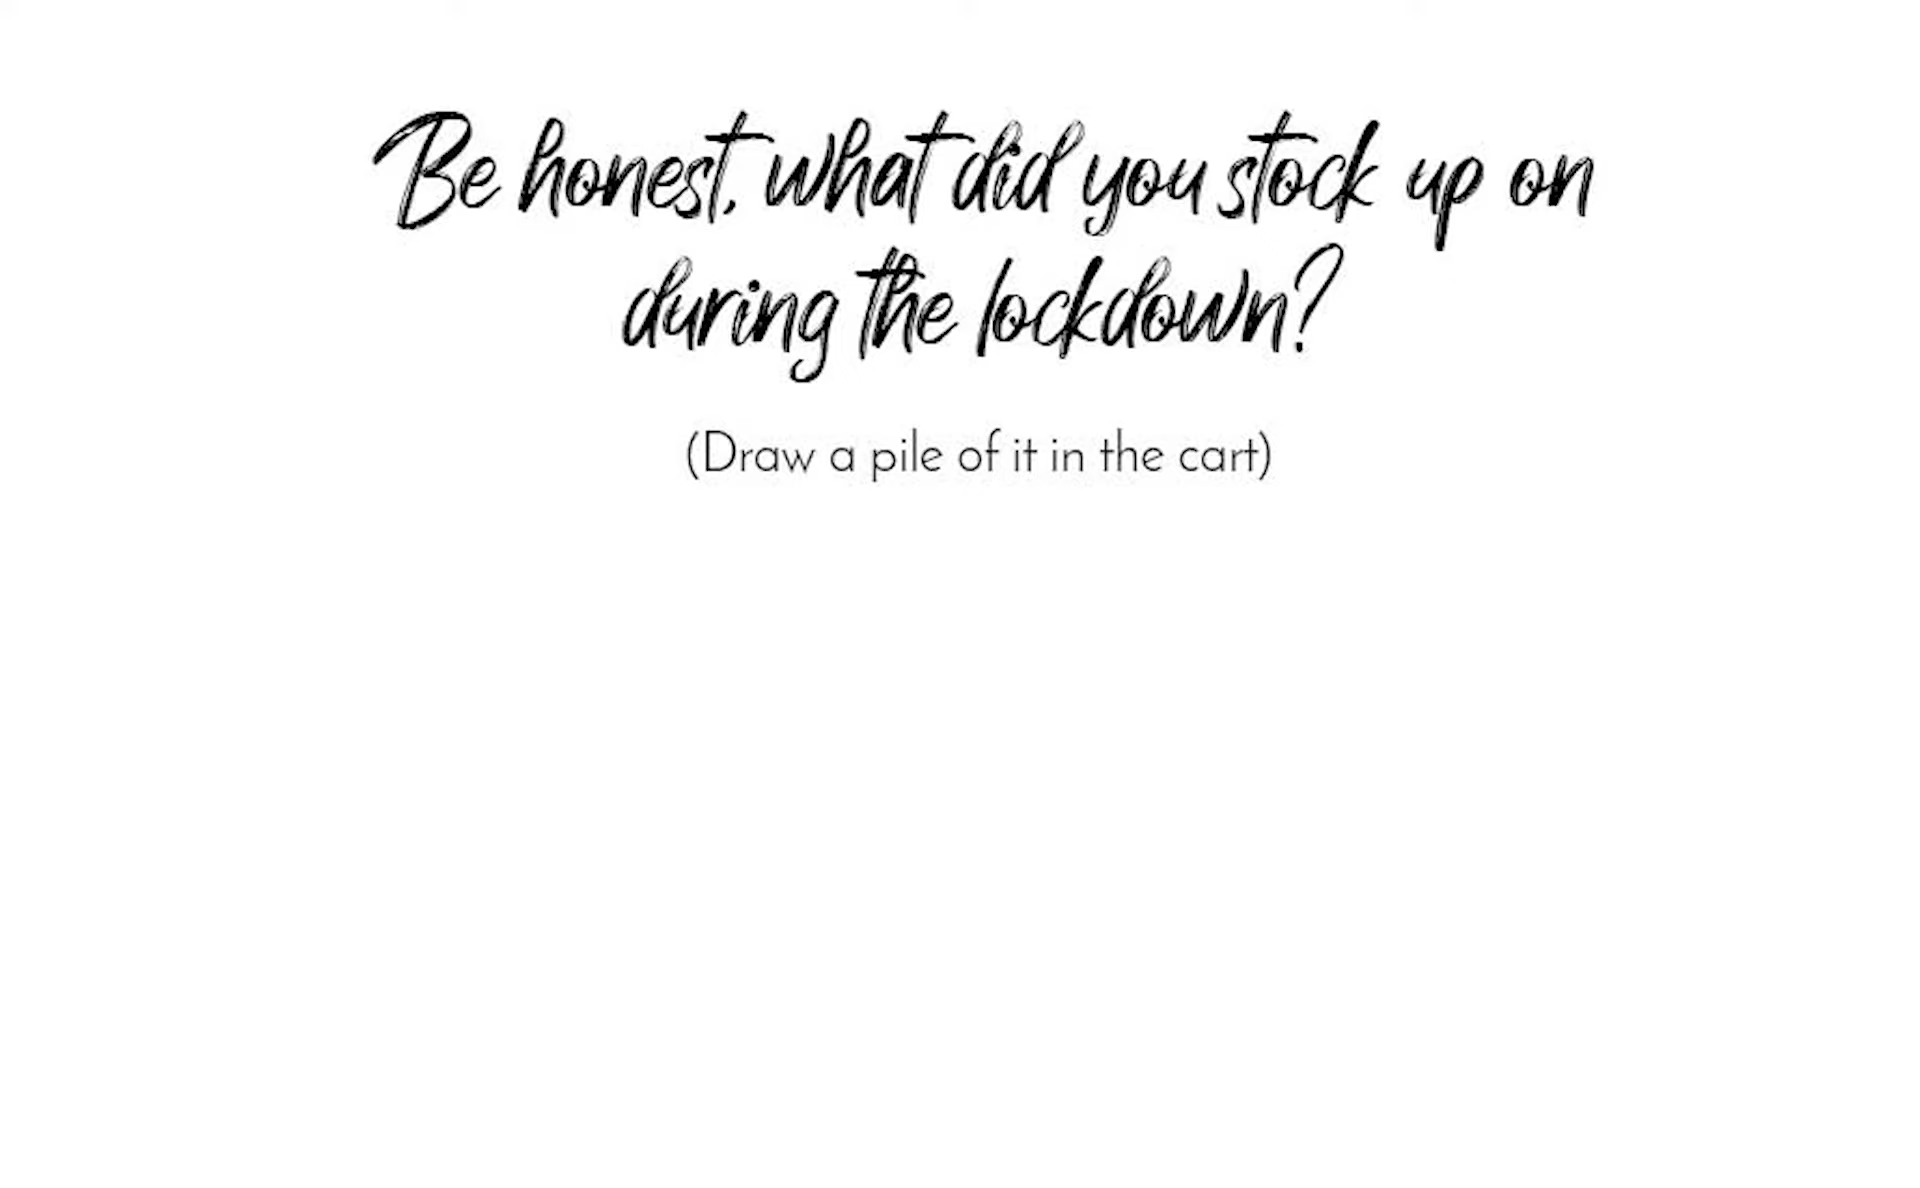 Be honest, what did you stock up on
during the lockdown?
(Draw a pile of it in the cart)